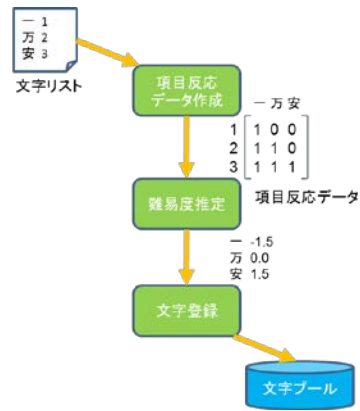 一 1
万 2
安 3
文字リスト
項目反応
データ作成
一 万 安
1 1 0 0
2 1 1 0
3 1 1 1
項目反応データ
難易度推定
一 -1.5
万 0.0
安 1.5
文字登録
文字プール